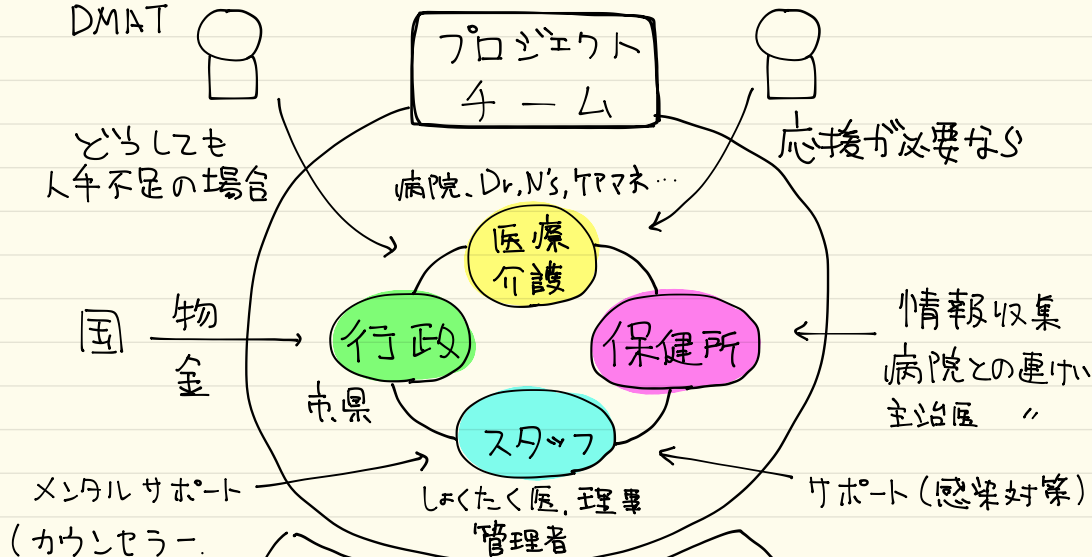 DMAT
プロジェクト
チーム
どうしても
人手不足の場合
応援が必要なら
病院、Dr,N's,ケアマネ…
医療
介護
国
物
金
行政
保健所
情報収集
病院との連けい
主治医 〃
市.県
スタッフ
メンタルサポート
(カウンセラー.
しょくたく医,理事
管理者
サポート(感染対策)